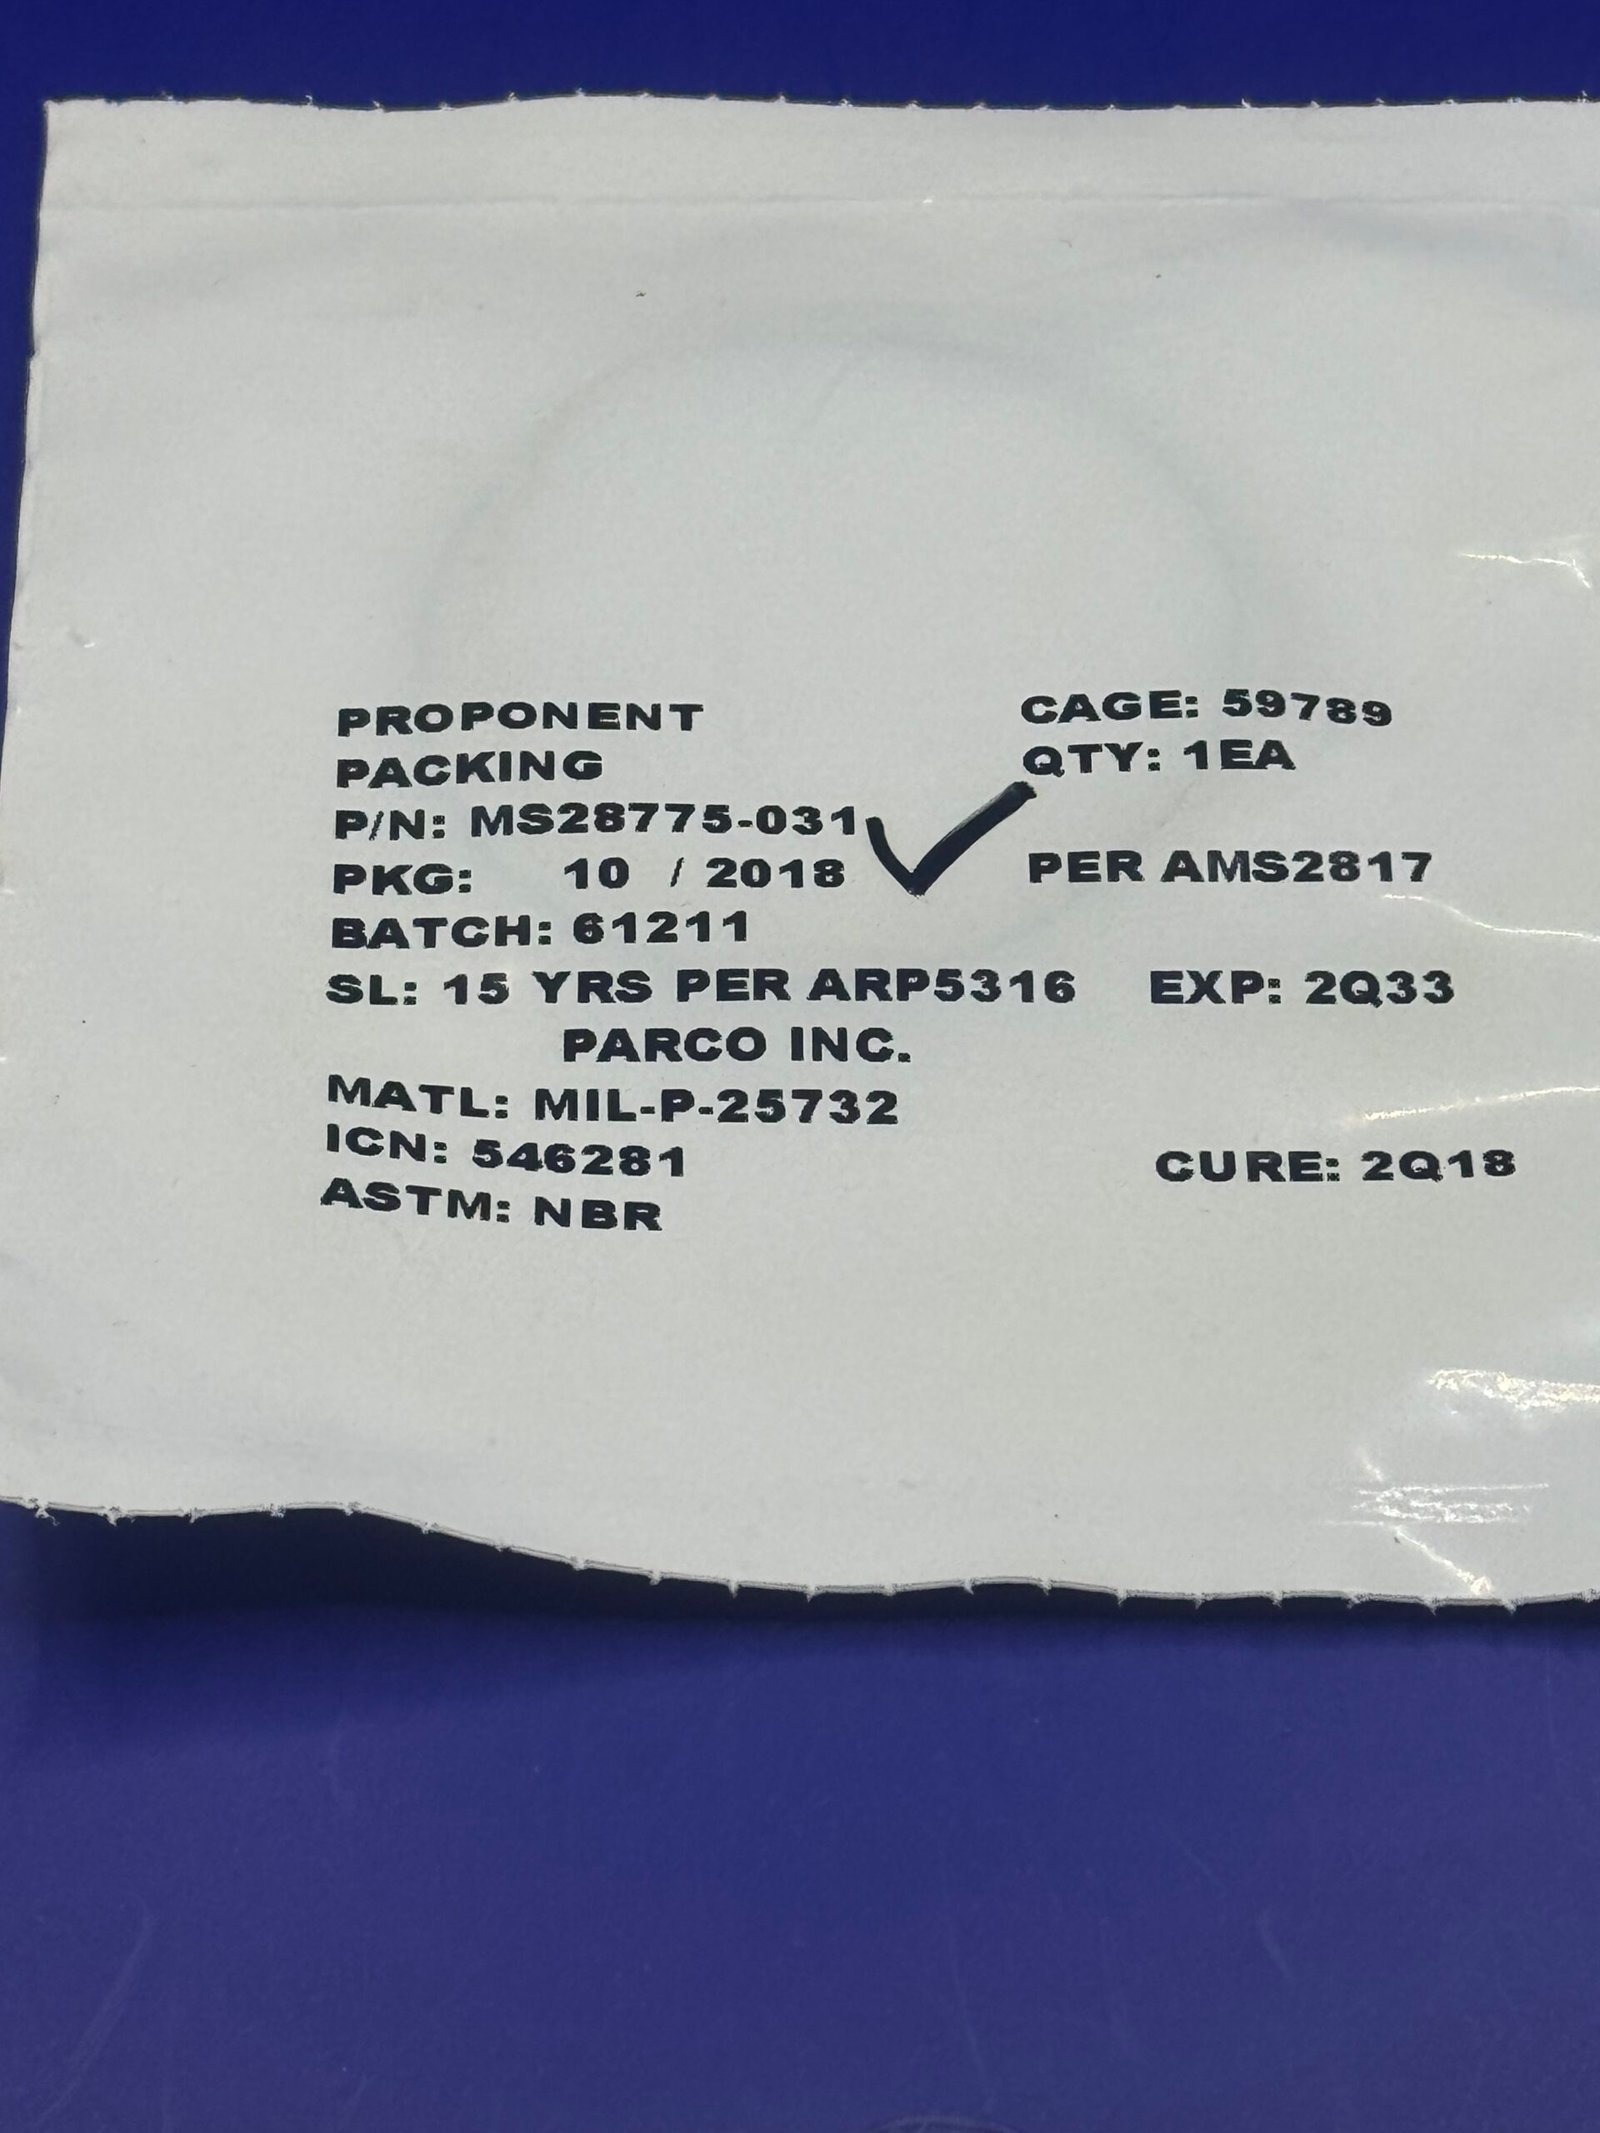 PROPONENT CAGE: 59789
PACKING QTY: 1EA
P/N: MS28775-031
PKG: 10 / 2018 PER AMS2817
BATCH: 61211
SL: 15 YRS PER ARP5316 EXP: 2Q33
PARCO INC.
MATL: MIL-P-25732
ICN: 546281 CURE: 2Q18
ASTM: NBR